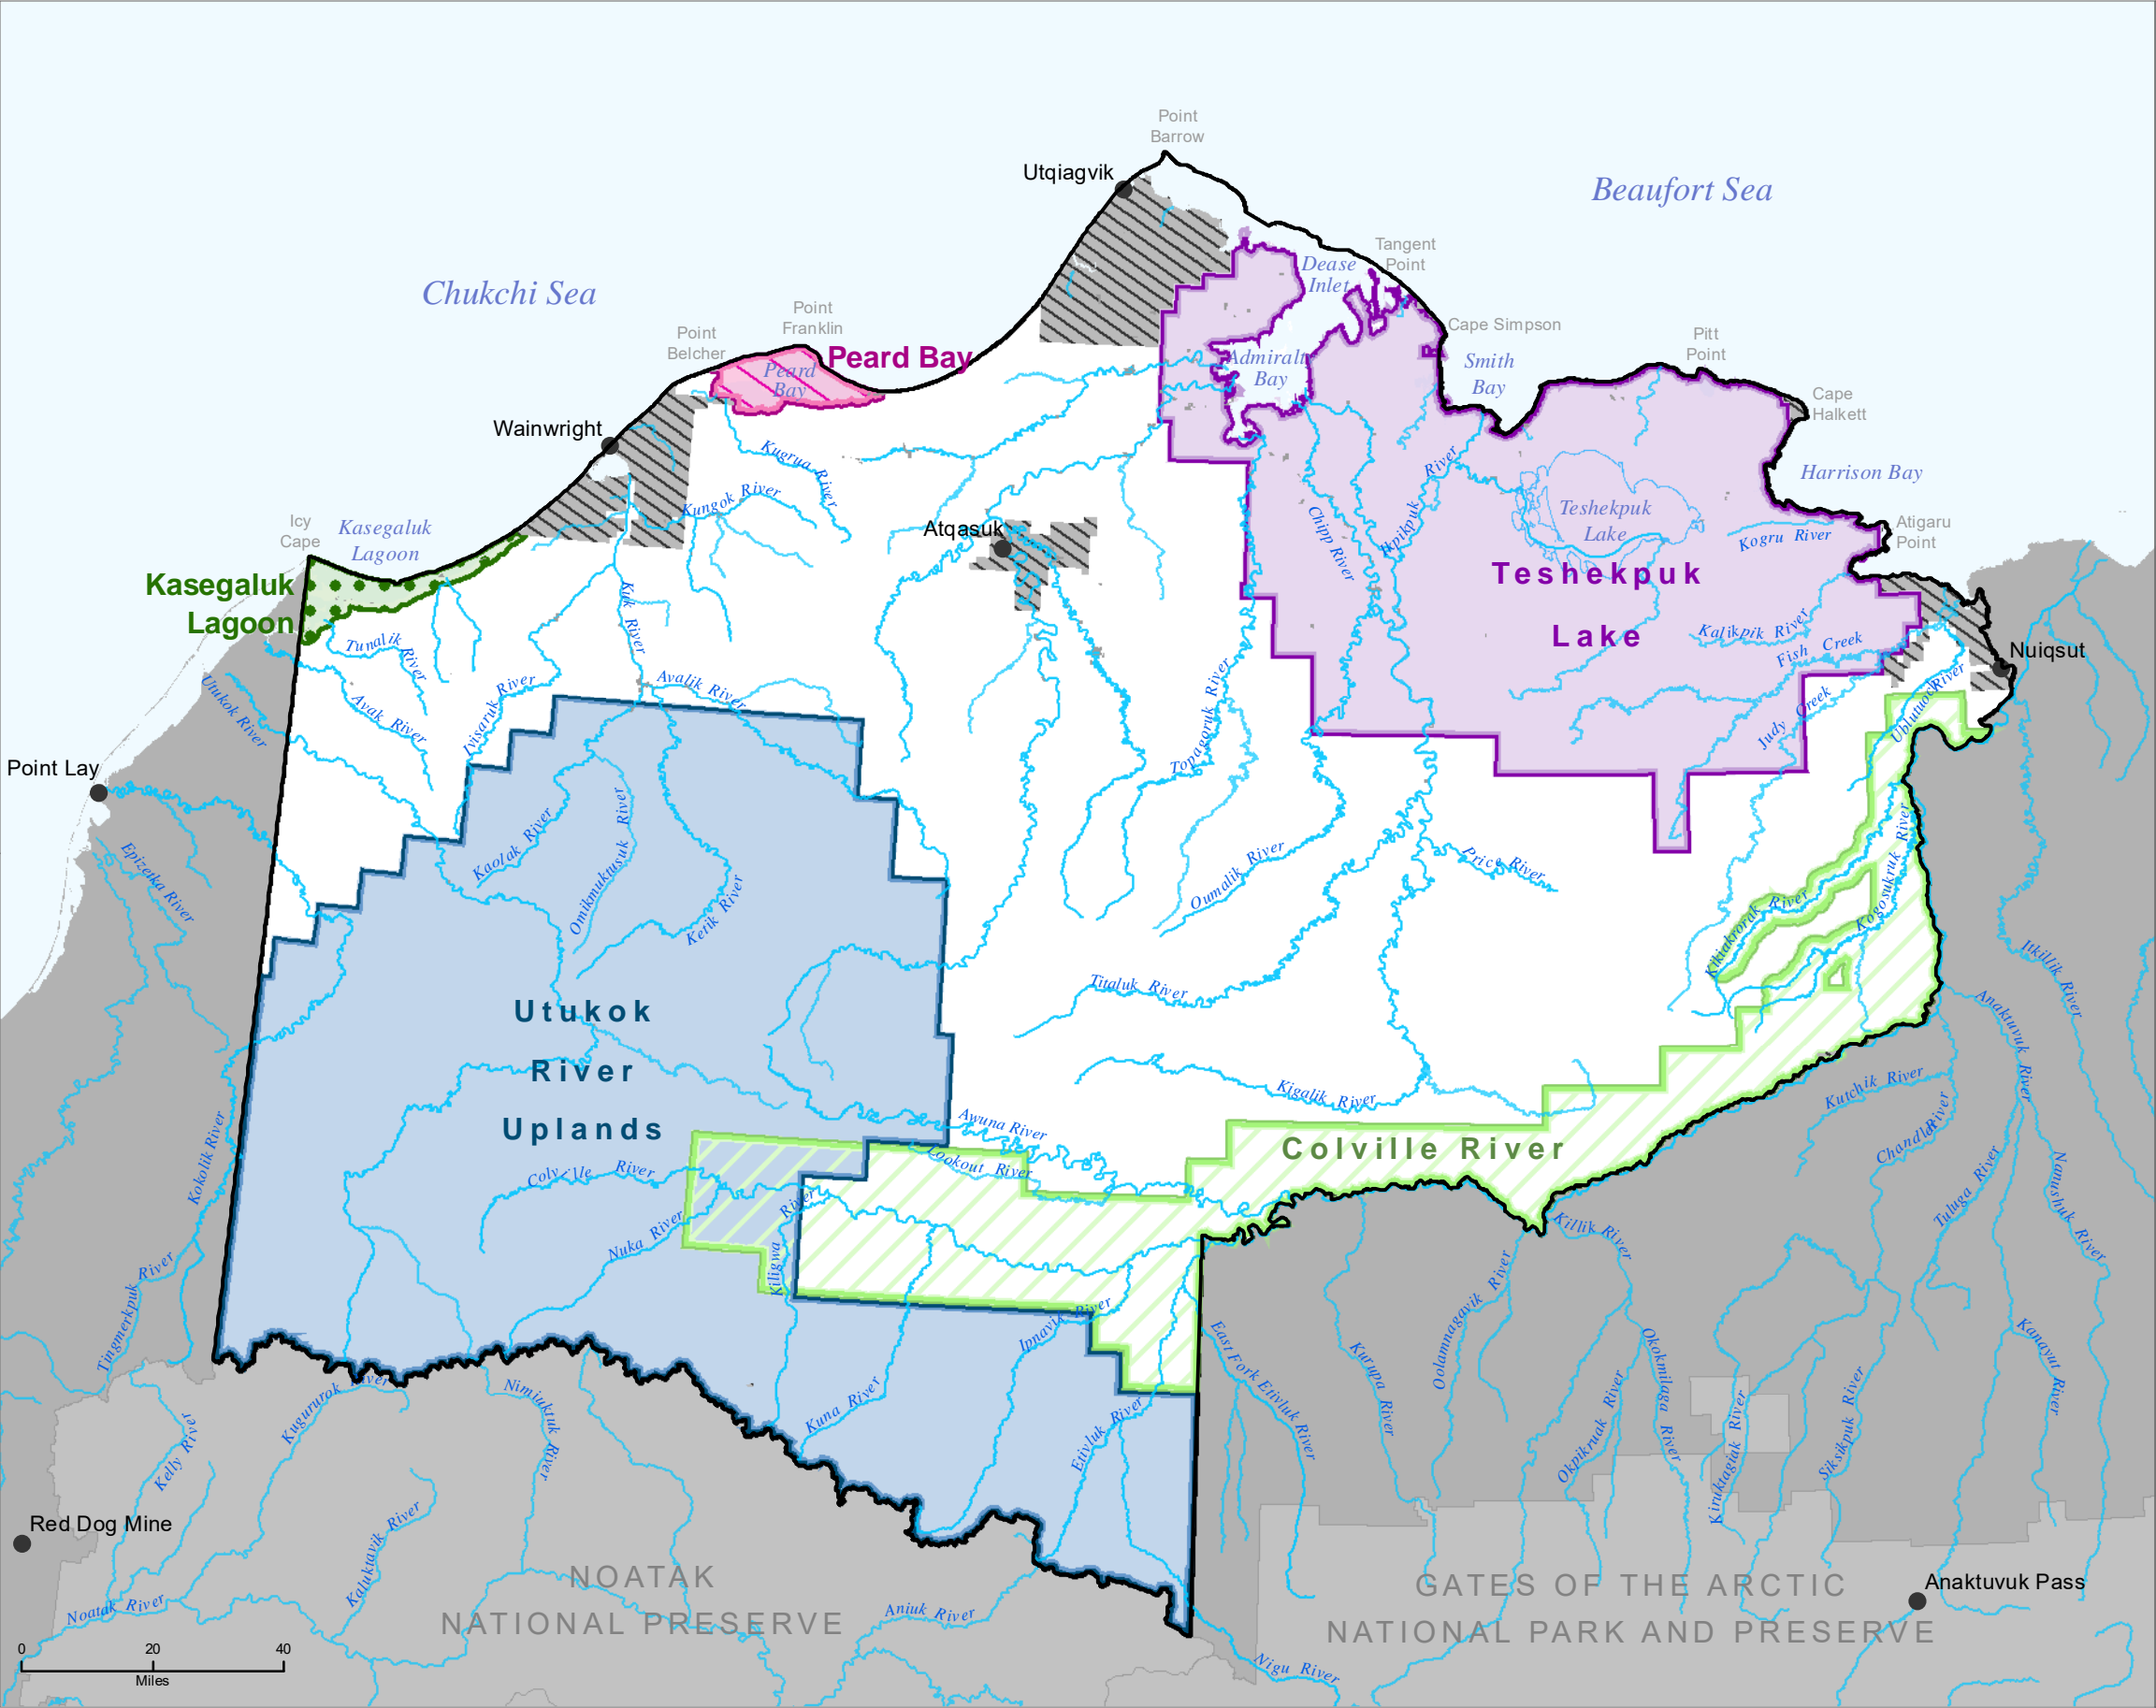 Point
Barrow
Utqiagvik
Beaufort Sea
Tangent
Point
Dease
Inlet
Chukchi Sea
Point
Franklin
Point
Belcher
Peard Bay
Peard
Bay
Cape Simpson
Smith
Bay
Pitt
Point
Admiralt
Bay
Cape
Halkett
Wainwright
Kugrua River
Kungok River
Harrison Bay
Icy
Cape
Kasegaluk
Lagoon
Atqasuk
Chipp River
Ikpikpuk River
Teshekpuk
Lake
Kogru River
Atigaru
Point
Kasegaluk
Lagoon
Teshekpuk
Lake
Kuk River
Tunalik River
Kalikpik River
Fish Creek
Nuiqsut
Utukok River
Avak River
Ivisaruk River
Avalik River
Topagoruk River
Judy Creek
Ublutuoch River
Point Lay
Epizetka River
Kaolak River
Omikmuktusuk River
Ketik River
Oumalik River
Price River
Kikiakrorak River
Kogosukruk River
Itkillik River
Titaluk River
Anaktuvuk River
Utukok
River
Uplands
Kigalik River
Kutchik River
Awuna River
Lookout River
Colville River
Chandler River
Kokolik River
Colville River
Nuka River
Kiligwa River
Killik River
Tuluga River
Nanushuk River
Tingmerkpuk River
Ipnavik River
East Fork Etivluk River
Kurupa River
Oolamnagavik River
Okokmilaga River
Kanayut River
Kugururok River
Nimiuktuk River
Kuna River
Etivluk River
Okpikruak River
Kiruktagiak River
Siksikpuk River
Kelly River
Kaluktavik River
Red Dog Mine
NOATAK
NATIONAL PRESERVE
GATES OF THE ARCTIC
NATIONAL PARK AND PRESERVE
Anaktuvuk Pass
Noatak River
Aniuk River
Nigu River
0 20 40
Miles